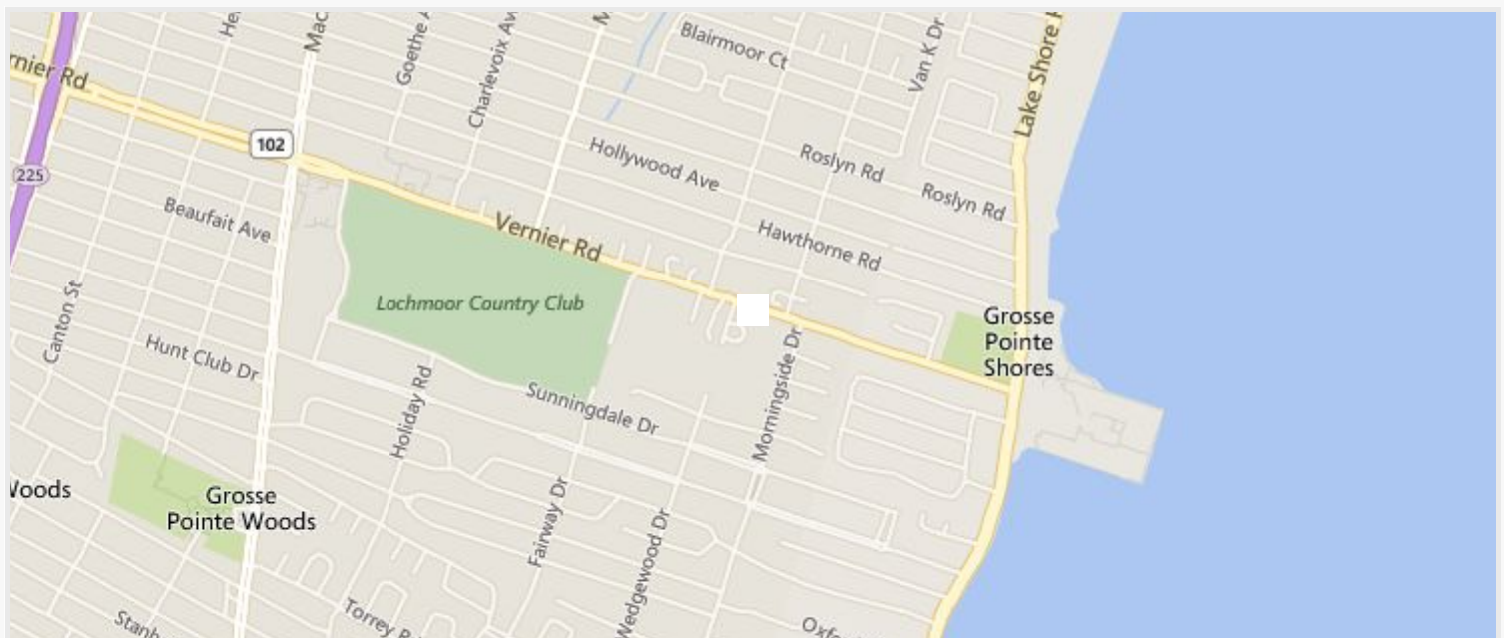 Blairmoor Ct
Van K Dr
Charlevoix Av
102
Hollywood Ave
Roslyn Rd
225
Roslyn Rd
Beaufait Ave
Vernier Rd
Hawthorne Rd
Lochmoor Country Club
Canton St
Grosse
Pointe
Shores
Hunt Club Dr
Holiday Rd
Sunningdale Dr
Morningside Dr
Woods
Grosse
Pointe Woods
Fairway Dr
Wedgewood Dr
Lake Shore
Goethe
Mac
rnier Rd
Torrey